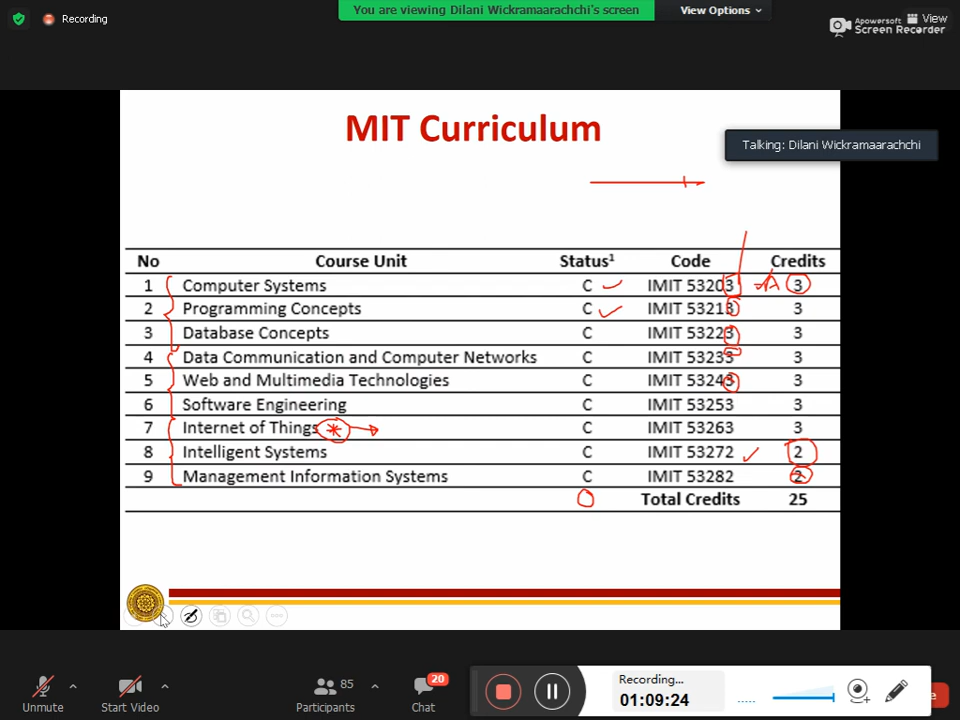 Recording
You are viewing Dilani Wickramaarachchi's screen
View Options
View
Apowersoft
Screen Recorder
MIT Curriculum
Talking: Dilani Wickramaarachchi
No Course Unit Status¹ Code Credits
1 Computer Systems C IMIT 53203 3
2 Programming Concepts C IMIT 53213 3
3 Database Concepts C IMIT 53223 3
4 Data Communication and Computer Networks C IMIT 53233 3
5 Web and Multimedia Technologies C IMIT 53243 3
6 Software Engineering C IMIT 53253 3
7 Internet of Things C IMIT 53263 3
8 Intelligent Systems C IMIT 53272 2
9 Management Information Systems C IMIT 53282 2
Total Credits 25
Unmute
Start Video
85
Participants
20
Chat
Recording...
01:09:24